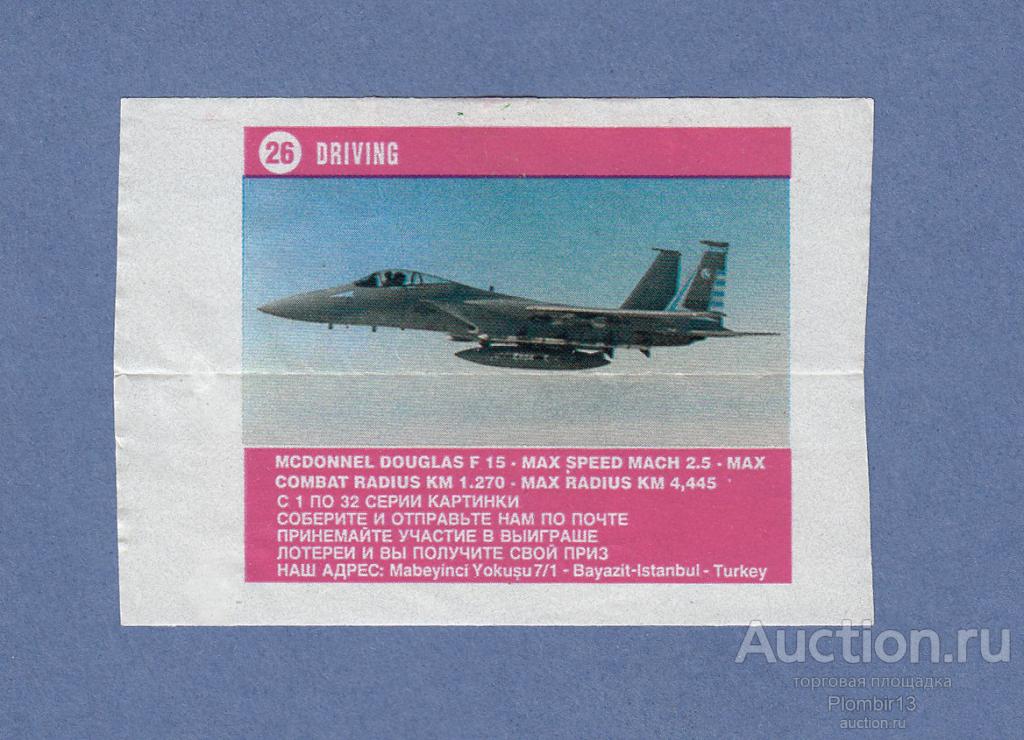 26 DRIVING
MCDONNEL DOUGLAS F 15 - MAX SPEED MACH 2.5 - MAX
COMBAT RADIUS KM 1.270 - MAX RADIUS KM 4,445
С 1 ПО 32 СЕРИИ КАРТИНКИ
СОБЕРИТЕ И ОТПРАВЬТЕ НАМ ПО ПОЧТЕ
ПРИНЕМАЙТЕ УЧАСТИЕ В ВЫИГРАШЕ
ЛОТЕРЕИ И ВЫ ПОЛУЧИТЕ СВОЙ ПРИЗ
НАШ АДРЕС: Mabeyinci Yokuşu 7/1 - Bayazit-Istanbul - Turkey
Auction.ru
торговая площадка
Plombir13
auction.ru